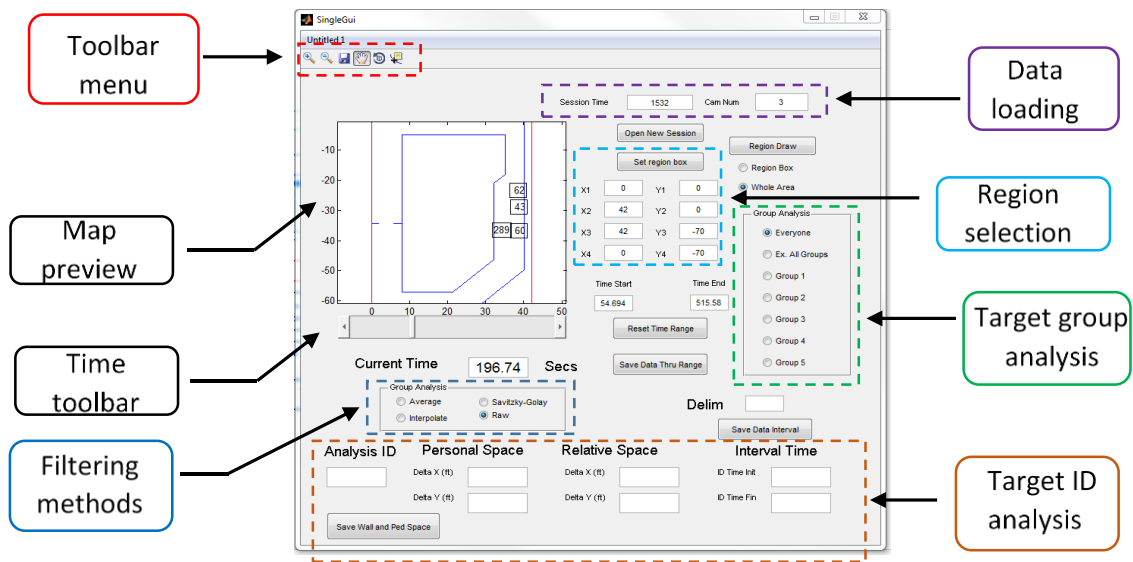 Toolbar
menu
Map
preview
Time
toolbar
Filtering
methods
SingleGui
Untitled 1
Session Time 1532 Cam Num 3
Open New Session
Set region box
X1 0 Y1 0
X2 42 Y2 0
X3 42 Y3 -70
X4 0 Y4 -70
Region Draw
Region Box
Whole Area
Group Analysis
Everyone
Ex. All Groups
Group 1
Group 2
Group 3
Group 4
Group 5
-10
-20
-30
-40
-50
-60
0 10 20 30 40 50
62
43
289 60
Time Start Time End
54.694 515.58
Reset Time Range
Save Data Thru Range
Current Time 196.74 Secs
Group Analysis
Average Savitzky-Golay
Interpolate Raw
Delim
Save Data Interval
Analysis ID Personal Space Relative Space Interval Time
Delta X (ft) Delta X (ft) ID Time Init
Delta Y (ft) Delta Y (ft) ID Time Fin
Save Wall and Ped Space
Data
loading
Region
selection
Target group
analysis
Target ID
analysis